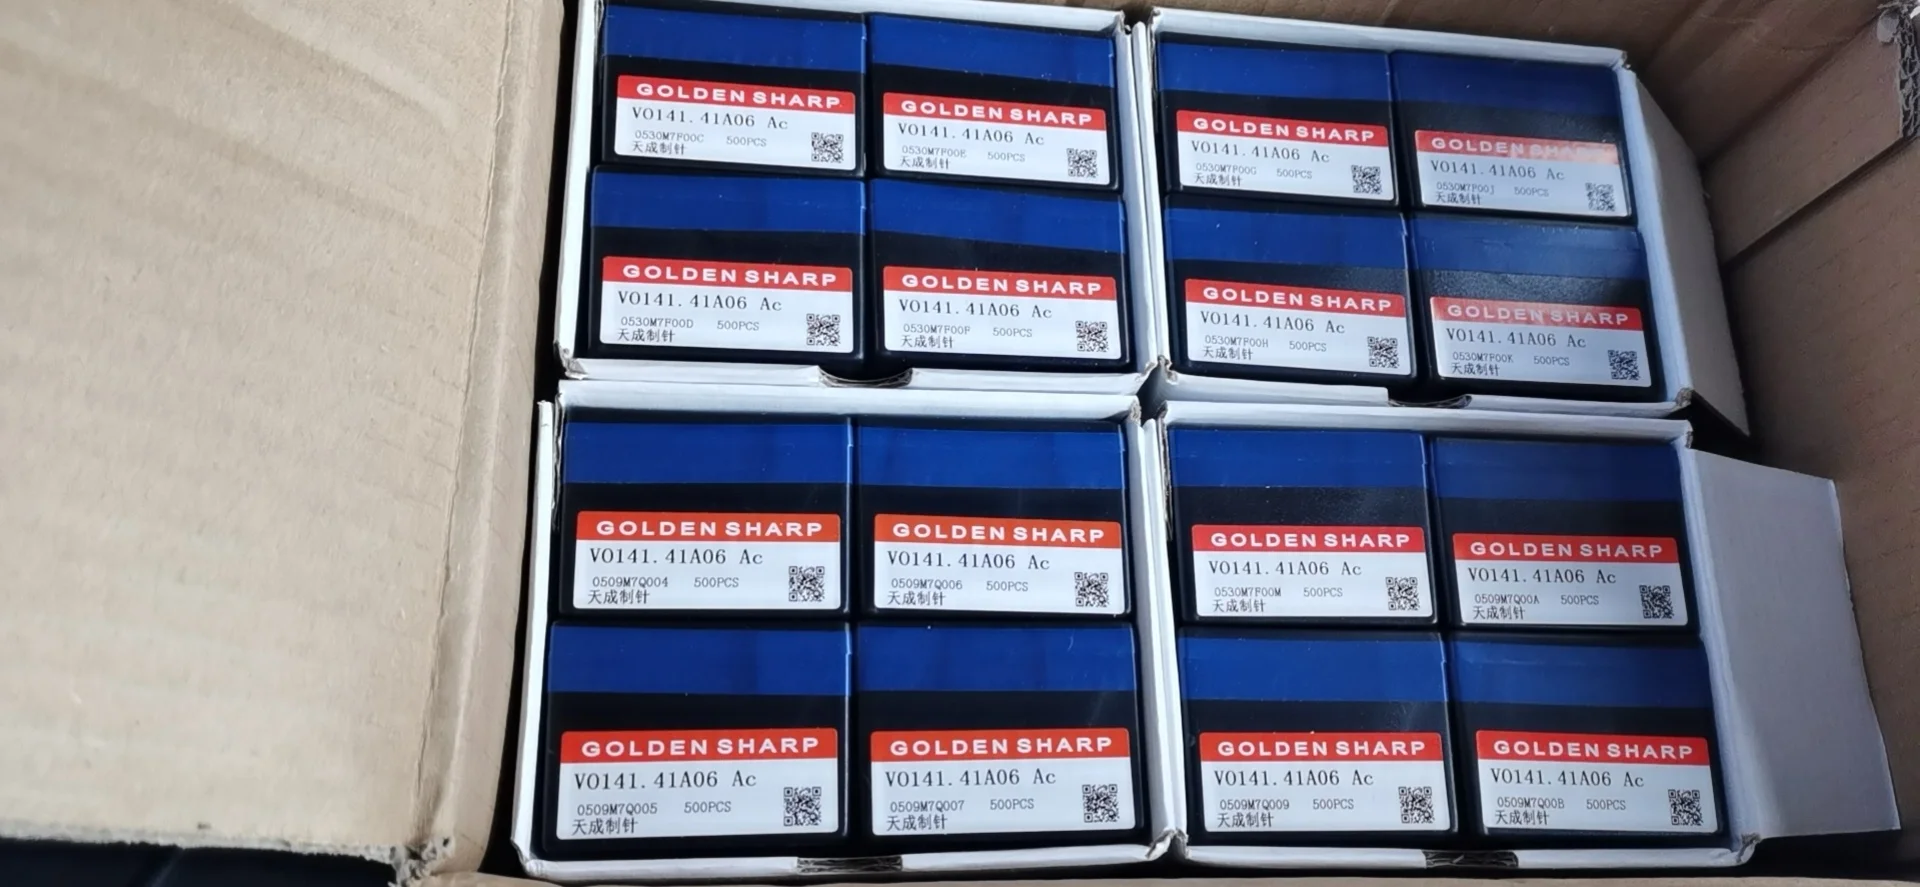 GOLDEN SHARP
VO141.41A06 Ac
0530M7F00C 500PCS
天成制针
GOLDEN SHARP
VO141.41A06 Ac
0530M7F00E 500PCS
天成制针
GOLDEN SHARP
VO141.41A06 Ac
0530M7F00D 500PCS
天成制针
GOLDEN SHARP
VO141.41A06 Ac
0530M7F00F 500PCS
天成制针
GOLDEN SHARP
VO141.41A06 Ac
0530M7F00G 500PCS
天成制针
GOLDEN SHARP
VO141.41A06 Ac
0530M7F00J 500PCS
天成制针
GOLDEN SHARP
VO141.41A06 Ac
0530M7F00H 500PCS
天成制针
GOLDEN SHARP
VO141.41A06 Ac
0530M7F00K 500PCS
天成制针
GOLDEN SHARP
VO141.41A06 Ac
0509M7Q004 500PCS
天成制针
GOLDEN SHARP
VO141.41A06 Ac
0509M7Q006 500PCS
天成制针
GOLDEN SHARP
VO141.41A06 Ac
0509M7Q005 500PCS
天成制针
GOLDEN SHARP
VO141.41A06 Ac
0509M7Q007 500PCS
天成制针
GOLDEN SHARP
VO141.41A06 Ac
0530M7F00M 500PCS
天成制针
GOLDEN SHARP
VO141.41A06 Ac
0509M7Q00A 500PCS
天成制针
GOLDEN SHARP
VO141.41A06 Ac
0509M7Q009 500PCS
天成制针
GOLDEN SHARP
VO141.41A06 Ac
0509M7Q00B 500PCS
天成制针